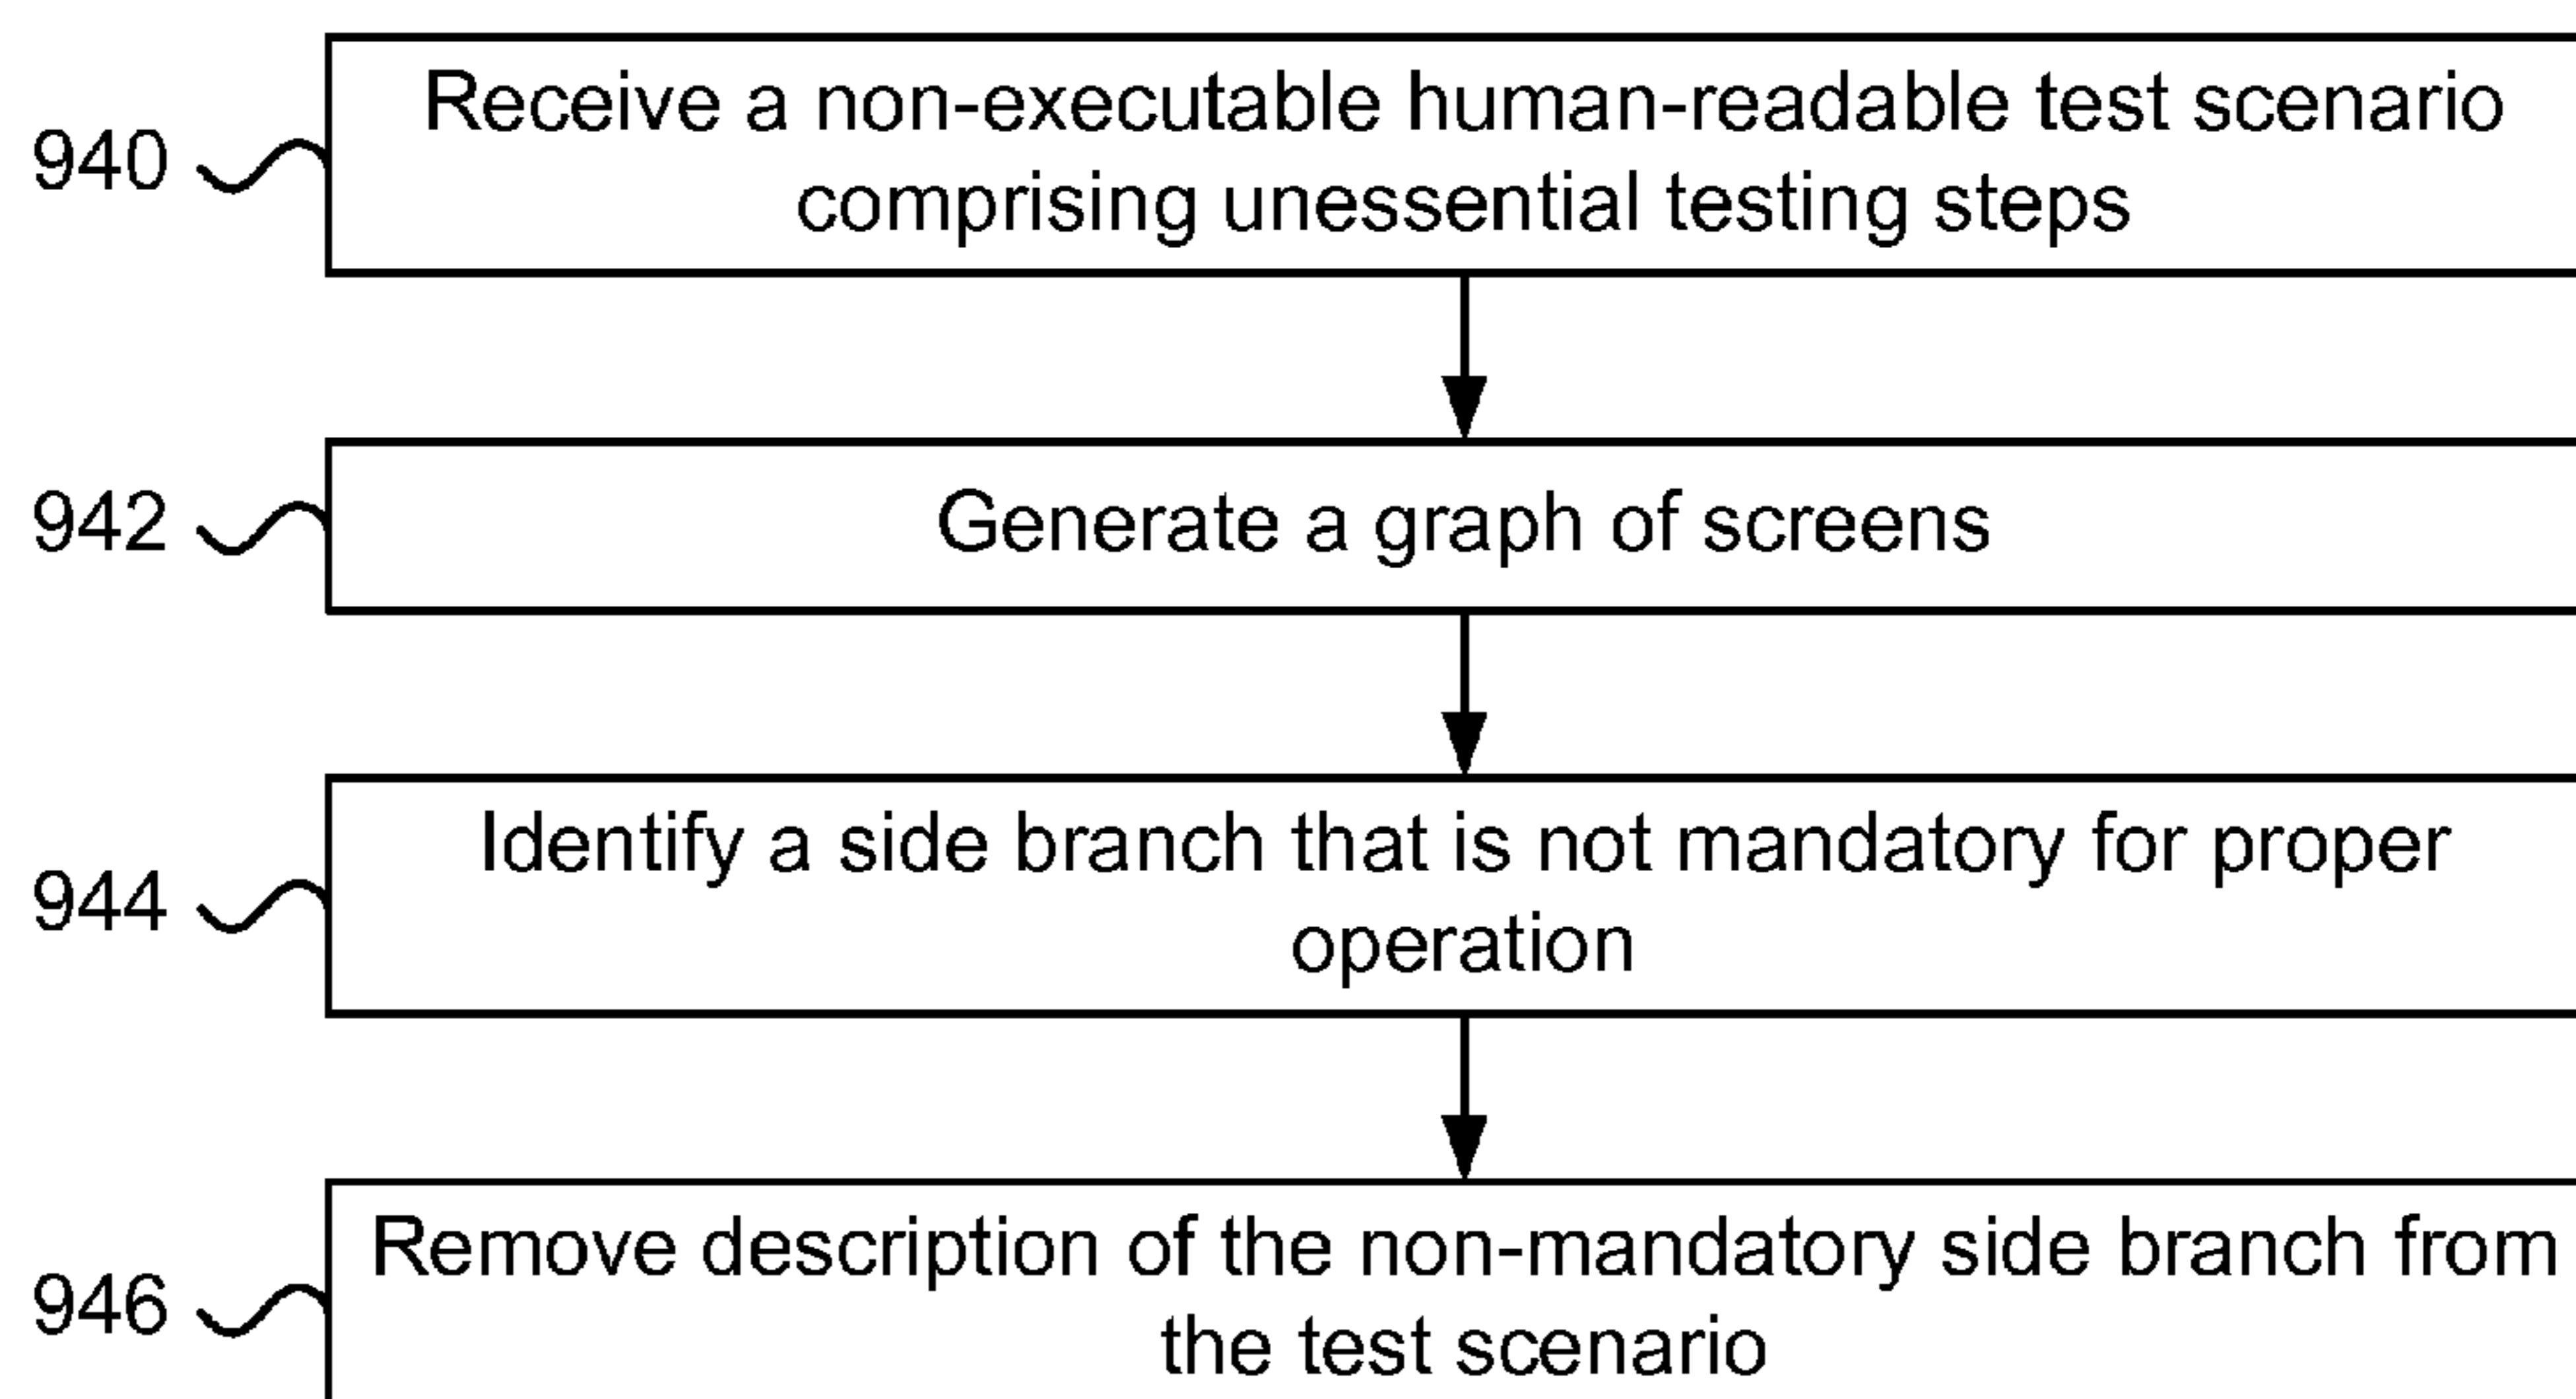 940
Receive a non-executable human-readable test scenario
comprising unessential testing steps
942
Generate a graph of screens
944
Identify a side branch that is not mandatory for proper
operation
946
Remove description of the non-mandatory side branch from
the test scenario